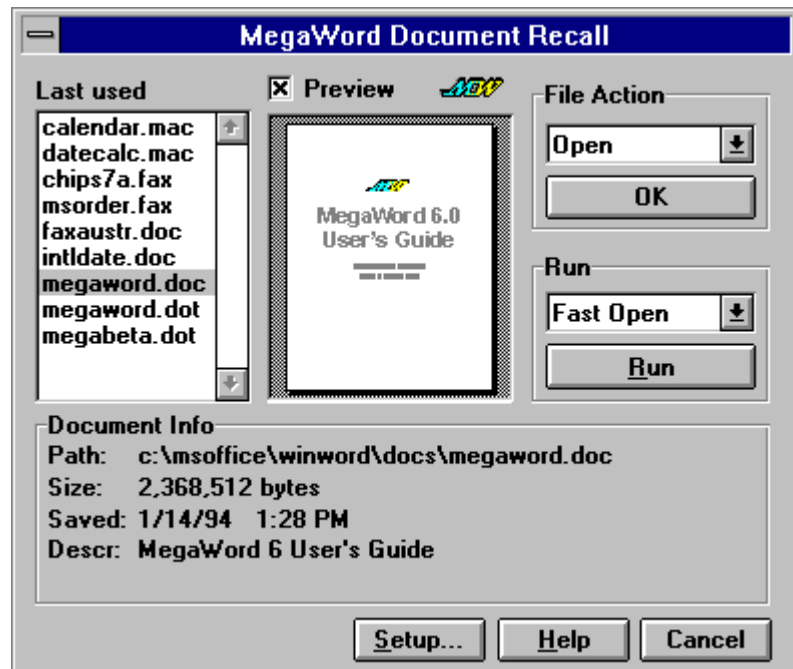 MegaWord Document Recall
Last used
calendar.mac
datecalc.mac
chips7a.fax
msorder.fax
faxaustr.doc
intldate.doc
megaword.doc
megaword.dot
megabeta.dot
Preview
MW
MW
MegaWord 6.0
User's Guide
File Action
Open
OK
Run
Fast Open
Run
Document Info
Path: c:\msoffice\winword\docs\megaword.doc
Size: 2,368,512 bytes
Saved: 1/14/94 1:28 PM
Descr: MegaWord 6 User's Guide
Setup...
Help
Cancel